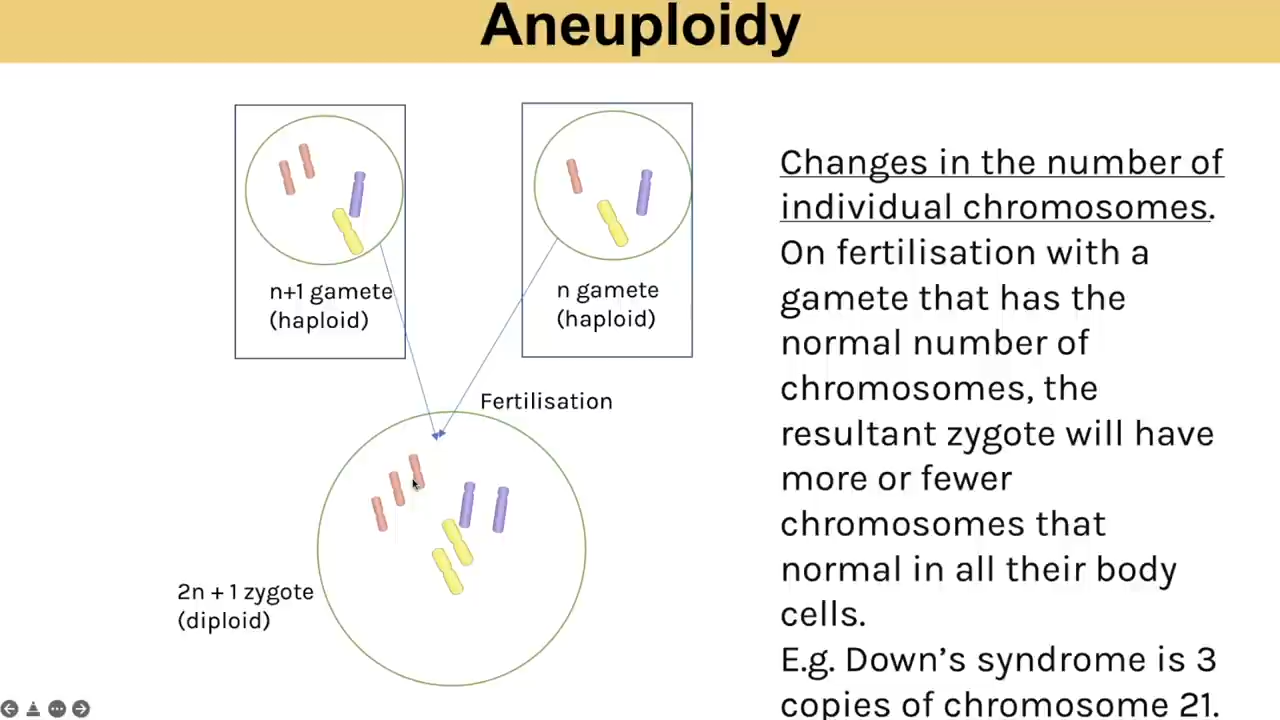 Aneuploidy
n+1 gamete
(haploid)
n gamete
(haploid)
Fertilisation
2n + 1 zygote
(diploid)
Changes in the number of
individual chromosomes.
On fertilisation with a
gamete that has the
normal number of
chromosomes, the
resultant zygote will have
more or fewer
chromosomes that
normal in all their body
cells.
E.g. Down’s syndrome is 3
copies of chromosome 21.